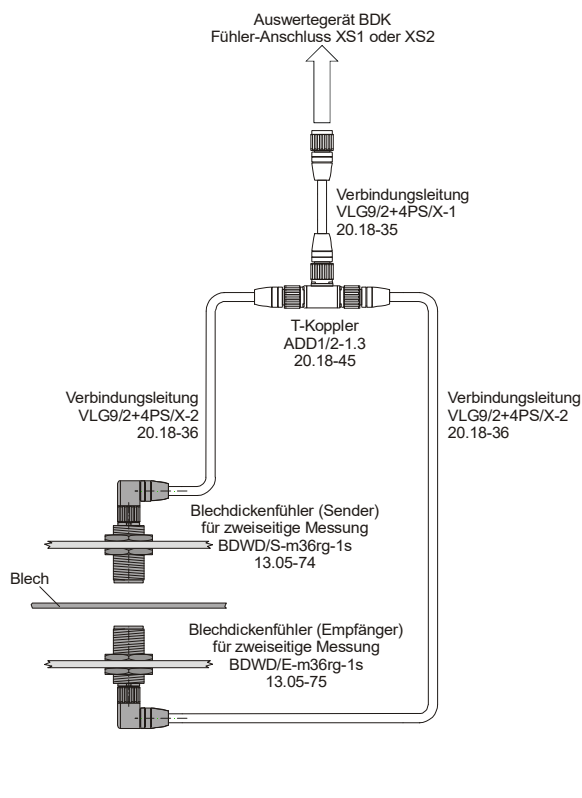 Auswertegerät BDK
Fühler-Anschluss XS1 oder XS2
Verbindungsleitung
VLG9/2+4PS/X-1
20.18-35
T-Koppler
ADD1/2-1.3
20.18-45
Verbindungsleitung
VLG9/2+4PS/X-2
20.18-36
Verbindungsleitung
VLG9/2+4PS/X-2
20.18-36
Blechdickenfühler (Sender)
für zweiseitige Messung
BDWD/S-m36rg-1s
13.05-74
Blech
Blechdickenfühler (Empfänger)
für zweiseitige Messung
BDWD/E-m36rg-1s
13.05-75